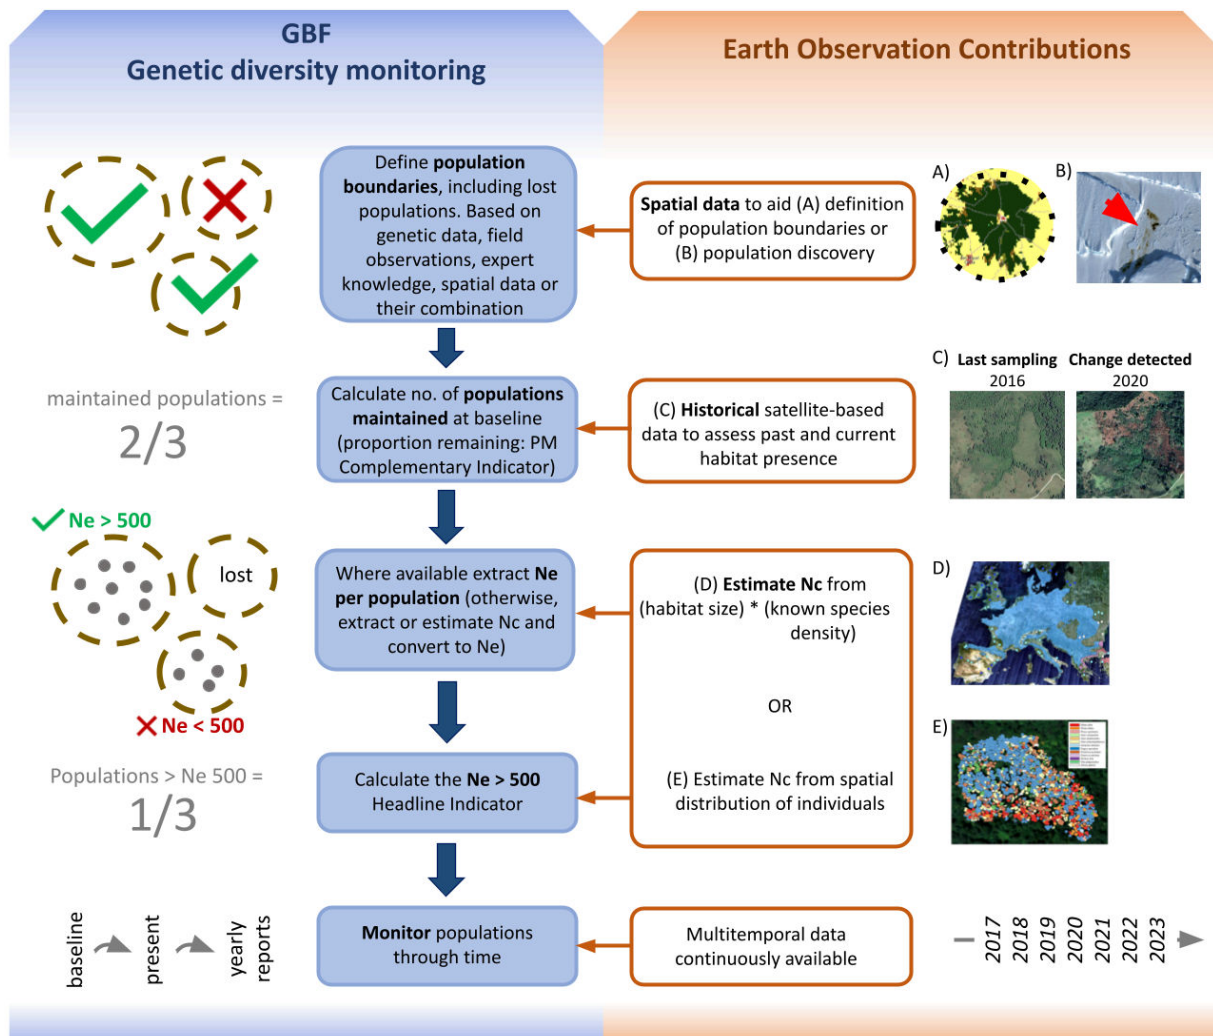 GBF
Genetic diversity monitoring
Earth Observation Contributions
Define population
boundaries, including lost
populations. Based on
genetic data, field
observations, expert
knowledge, spatial data or
their combination
Spatial data to aid (A) definition
of population boundaries or
(B) population discovery
A)
B)
maintained populations =
2/3
Calculate no. of populations
maintained at baseline
(proportion remaining: PM
Complementary Indicator)
(C) Historical satellite-based
data to assess past and current
habitat presence
C)
Last sampling
2016
Change detected
2020
Ne > 500
lost
Ne < 500
Where available extract Ne
per population (otherwise,
extract or estimate Nc and
convert to Ne)
(D) Estimate Nc from
(habitat size) * (known species
density)
OR
(E) Estimate Nc from spatial
distribution of individuals
D)
E)
Populations > Ne 500 =
1/3
Calculate the Ne > 500
Headline Indicator
baseline
present
yearly
reports
Monitor populations
through time
Multitemporal data
continuously available
2017
2018
2019
2020
2021
2022
2023